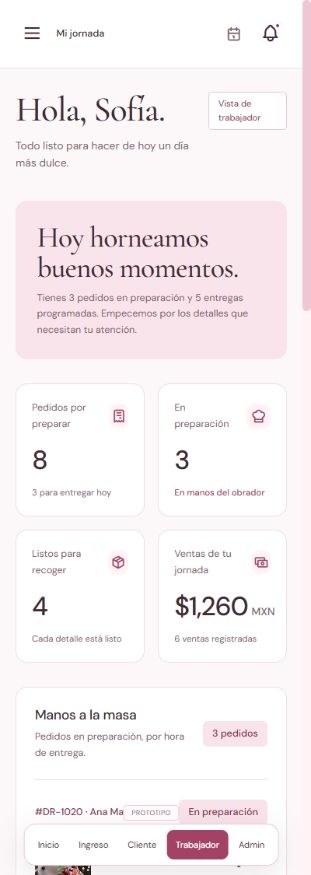 Mi jornada
Hola, Sofía.
Vista de
trabajador
Todo listo para hacer de hoy un día
más dulce.
Hoy horneamos
buenos momentos.
Tienes 3 pedidos en preparación y 5 entregas
programadas. Empecemos por los detalles que
necesitan tu atención.
Pedidos por
preparar
8
3 para entregar hoy
En
preparación
3
En manos del obrador
Listos para
recoger
4
Cada detalle está listo
Ventas de tu
jornada
$1,260 MXN
6 ventas registradas
Manos a la masa
Pedidos en preparación, por hora
de entrega.
3 pedidos
#DR-1020 · Ana Ma
PROTOTIPO
En preparación
Inicio
Ingreso
Cliente
Trabajador
Admin